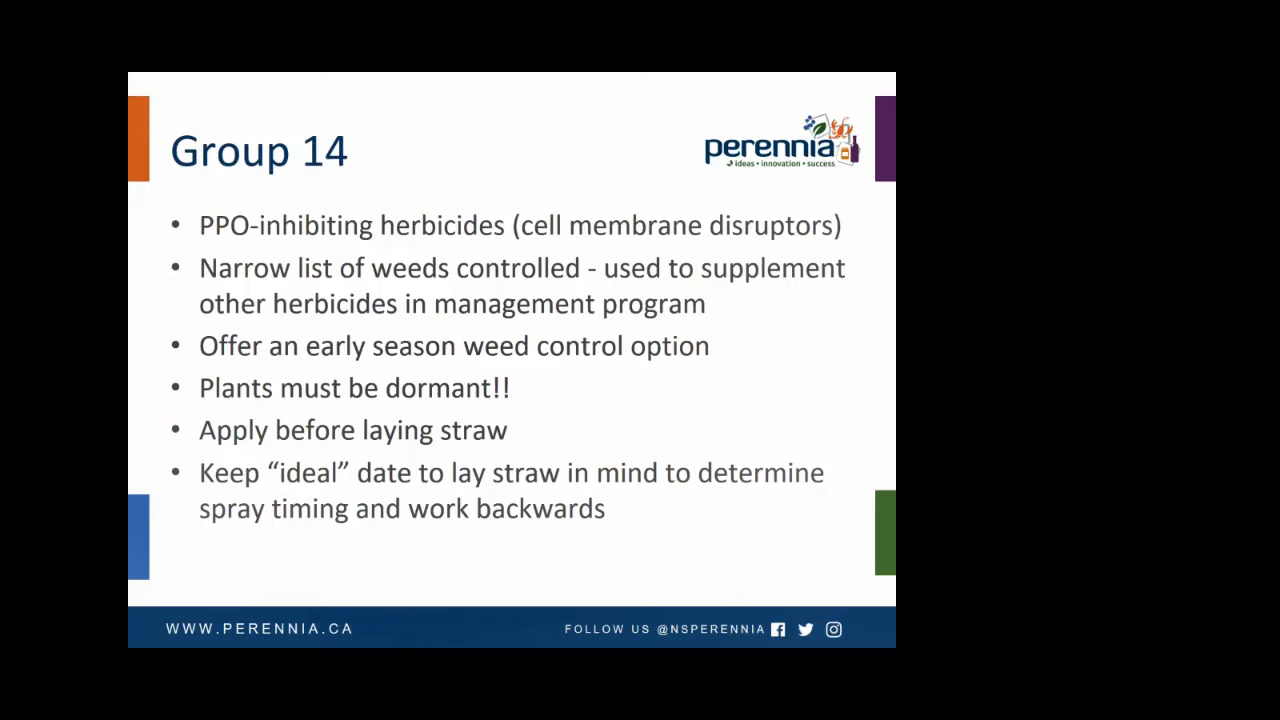 Group 14
perennia
ideas • innovation • success
• PPO-inhibiting herbicides (cell membrane disruptors)
• Narrow list of weeds controlled - used to supplement
other herbicides in management program
• Offer an early season weed control option
• Plants must be dormant!!
• Apply before laying straw
• Keep “ideal” date to lay straw in mind to determine
spray timing and work backwards
WWW.PERENNIA.CA
FOLLOW US @NSPERENNIA